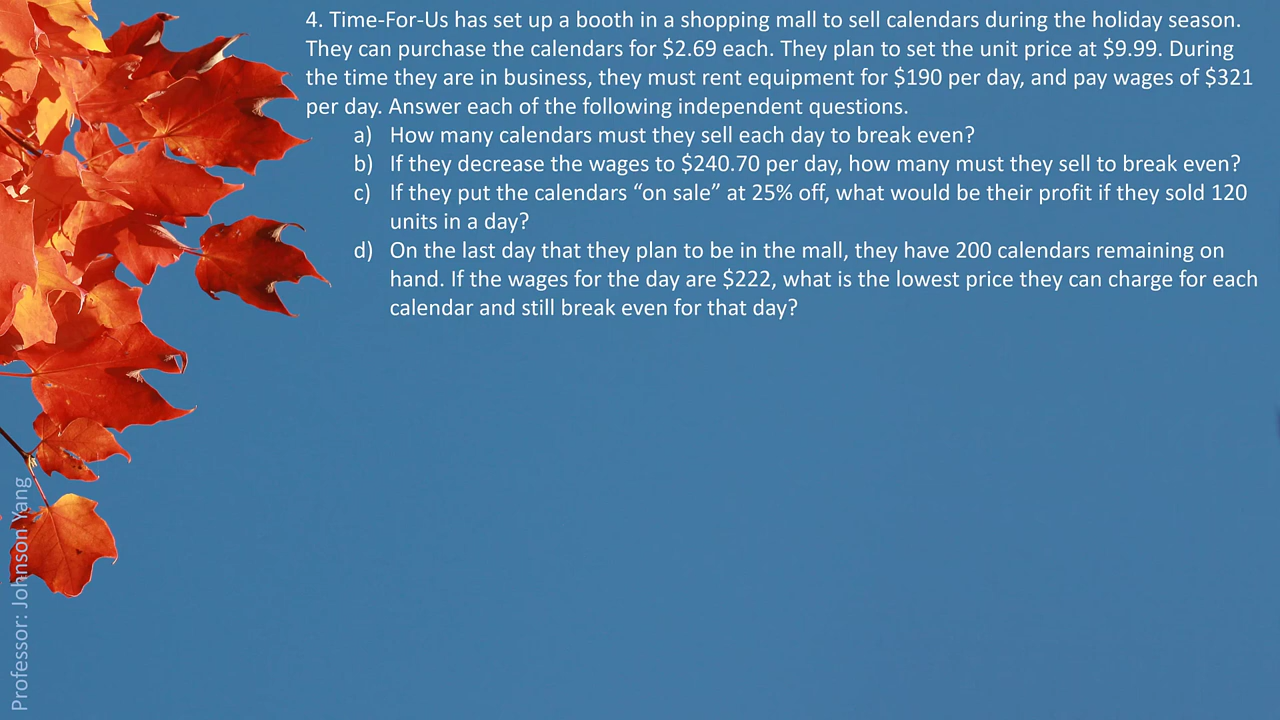 4. Time-For-Us has set up a booth in a shopping mall to sell calendars during the holiday season.
They can purchase the calendars for $2.69 each. They plan to set the unit price at $9.99. During
the time they are in business, they must rent equipment for $190 per day, and pay wages of $321
per day. Answer each of the following independent questions.
a) How many calendars must they sell each day to break even?
b) If they decrease the wages to $240.70 per day, how many must they sell to break even?
c) If they put the calendars “on sale” at 25% off, what would be their profit if they sold 120
units in a day?
d) On the last day that they plan to be in the mall, they have 200 calendars remaining on
hand. If the wages for the day are $222, what is the lowest price they can charge for each
calendar and still break even for that day?
Professor: Johnson Yang